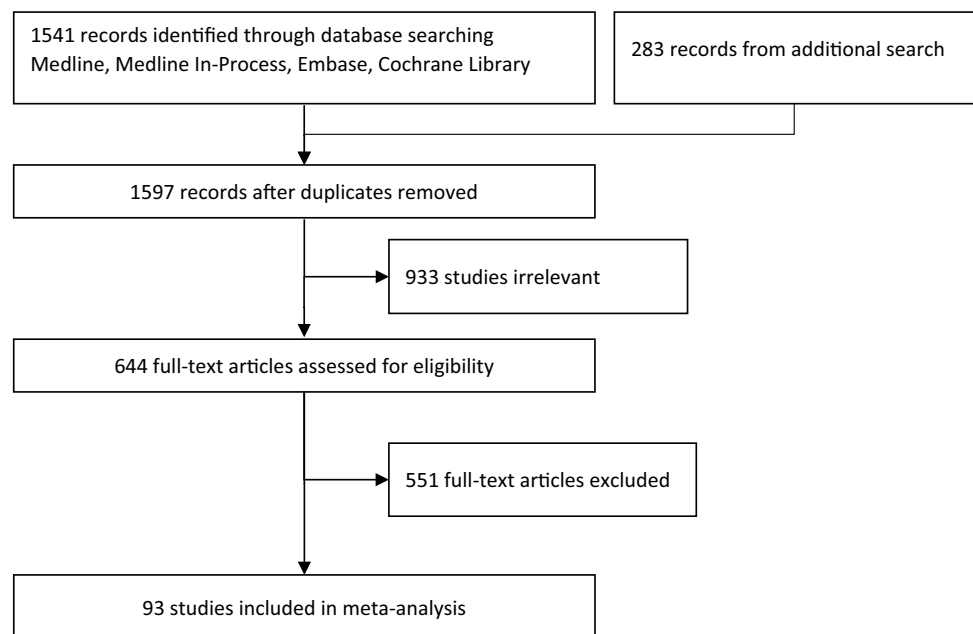 1541 records identified through database searching
Medline, Medline In-Process, Embase, Cochrane Library
283 records from additional search
1597 records after duplicates removed
933 studies irrelevant
644 full-text articles assessed for eligibility
551 full-text articles excluded
93 studies included in meta-analysis